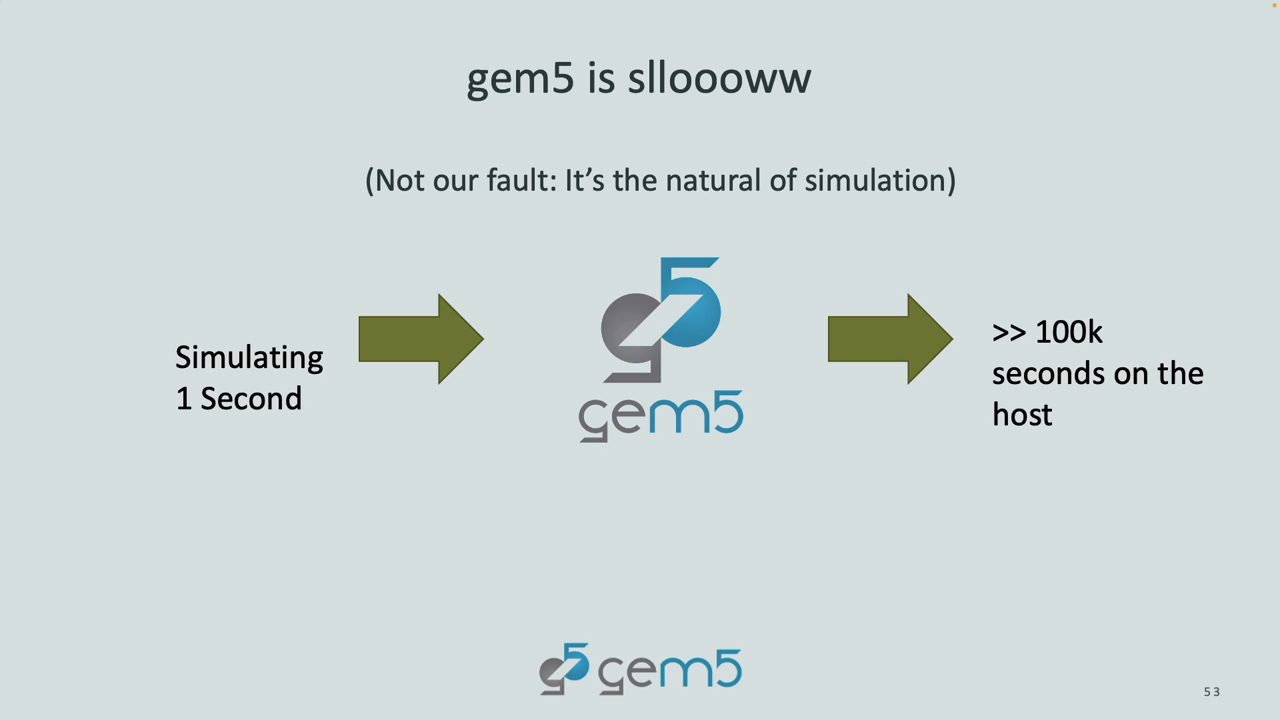 gem5 is slloooww
(Not our fault: It’s the natural of simulation)
Simulating
1 Second
gem5
>> 100k
seconds on the
host
gem5
53